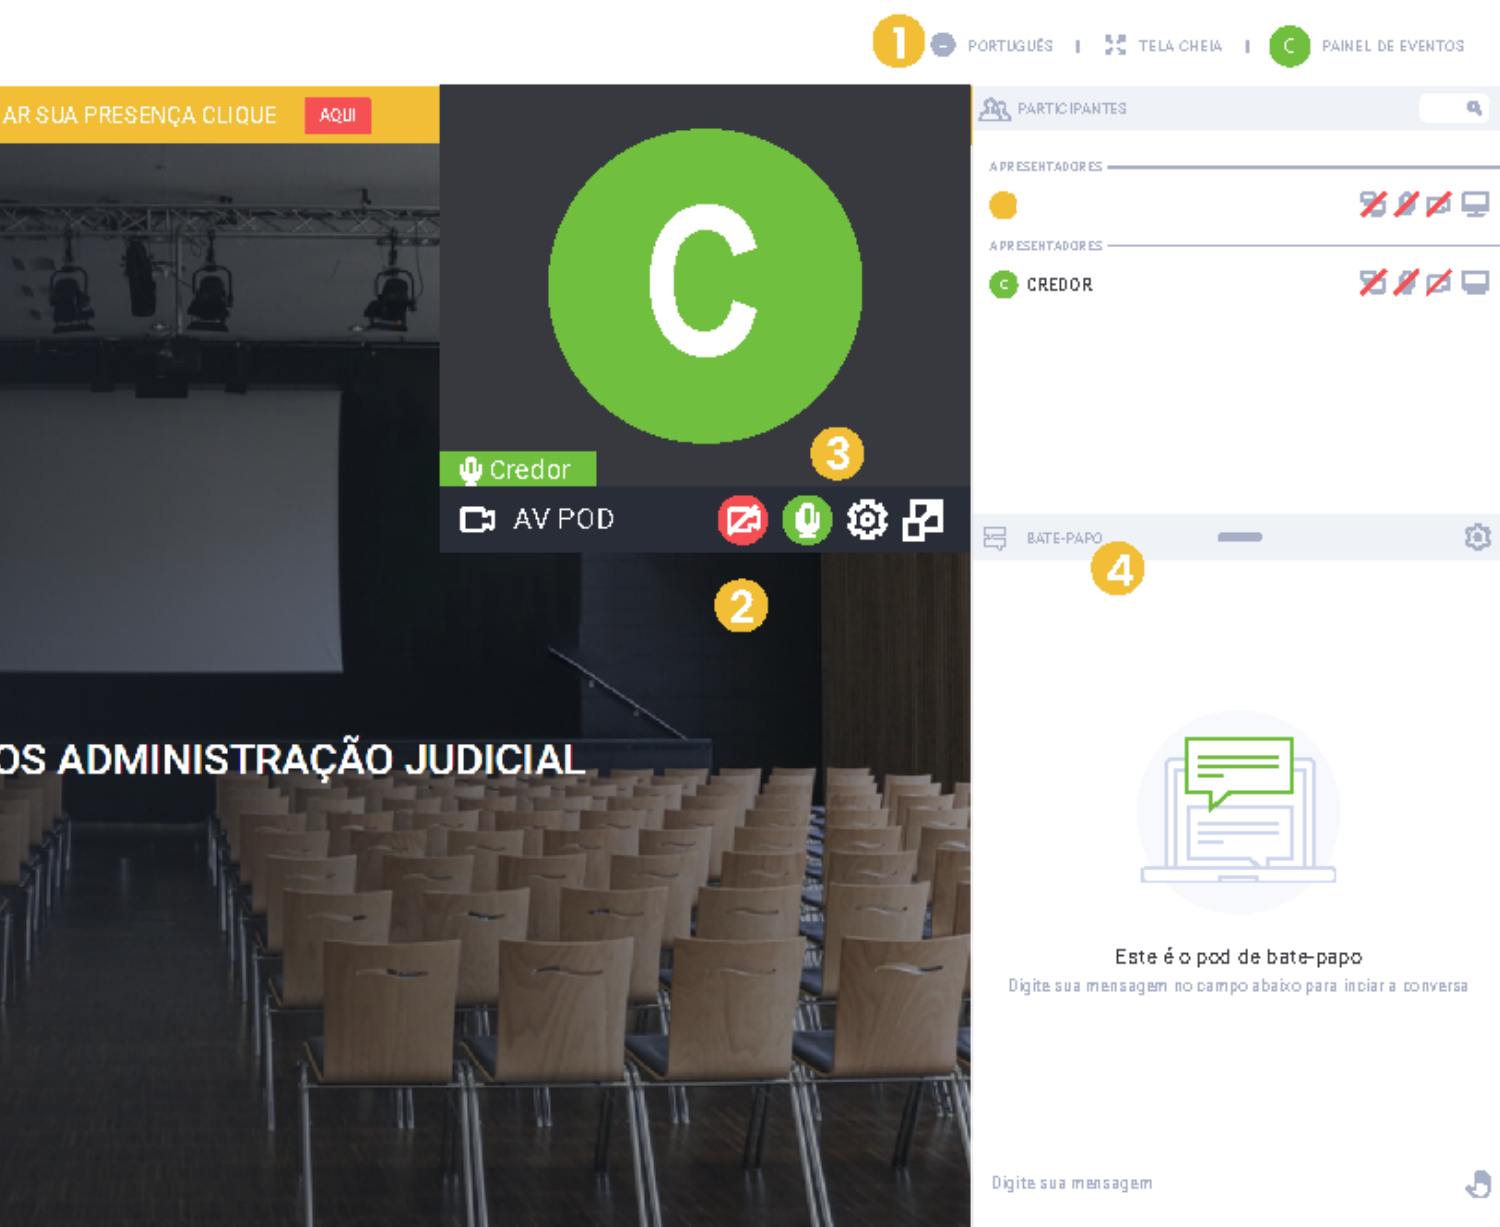 1 PORTUGUÊS | TELA CHEIA | C PAINEL DE EVENTOS
AR SUA PRESENÇA CLIQUE AQUI
C
Credor
3
AV POD
2
OS ADMINISTRAÇÃO JUDICIAL
PARTICIPANTES
APRESENTADORES
APRESENTADORES
C CREDOR
BATE-PAPO
4
Este é o pod de bate-papo
Digite sua mensagem no campo abaixo para inciar a conversa
Digite sua mensagem